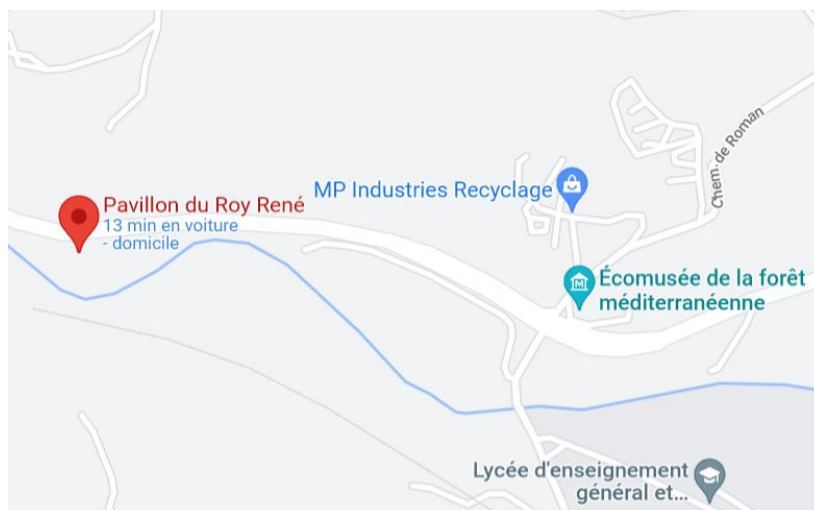 Chem. de Roman
MP Industries Recyclage
Pavillon du Roy René
13 min en voiture
- domicile
Écomusée de la forêt
méditerranéenne
Lycée d'enseignement
général et...